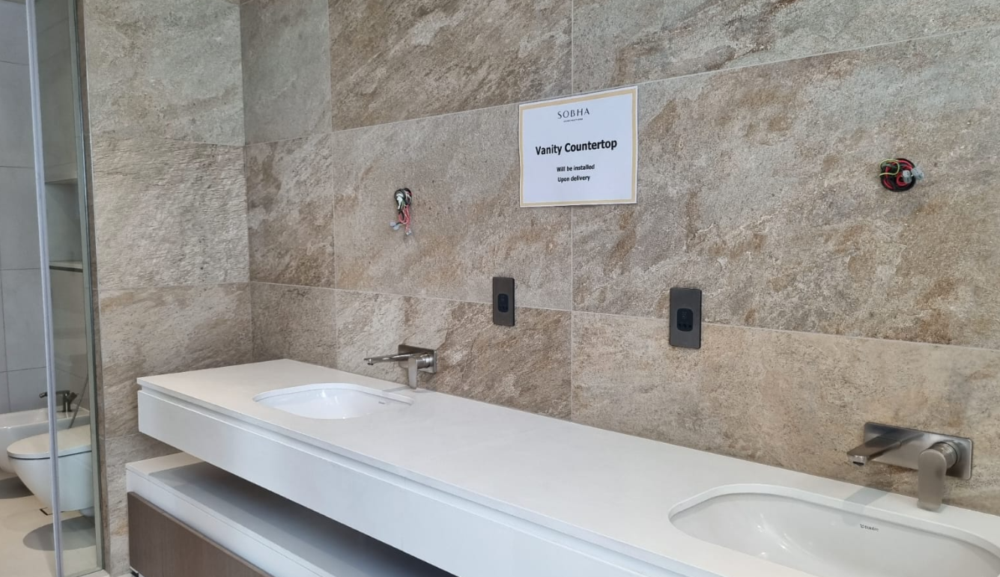 SOBHA
Vanity Countertop
Will be installed
Upon delivery